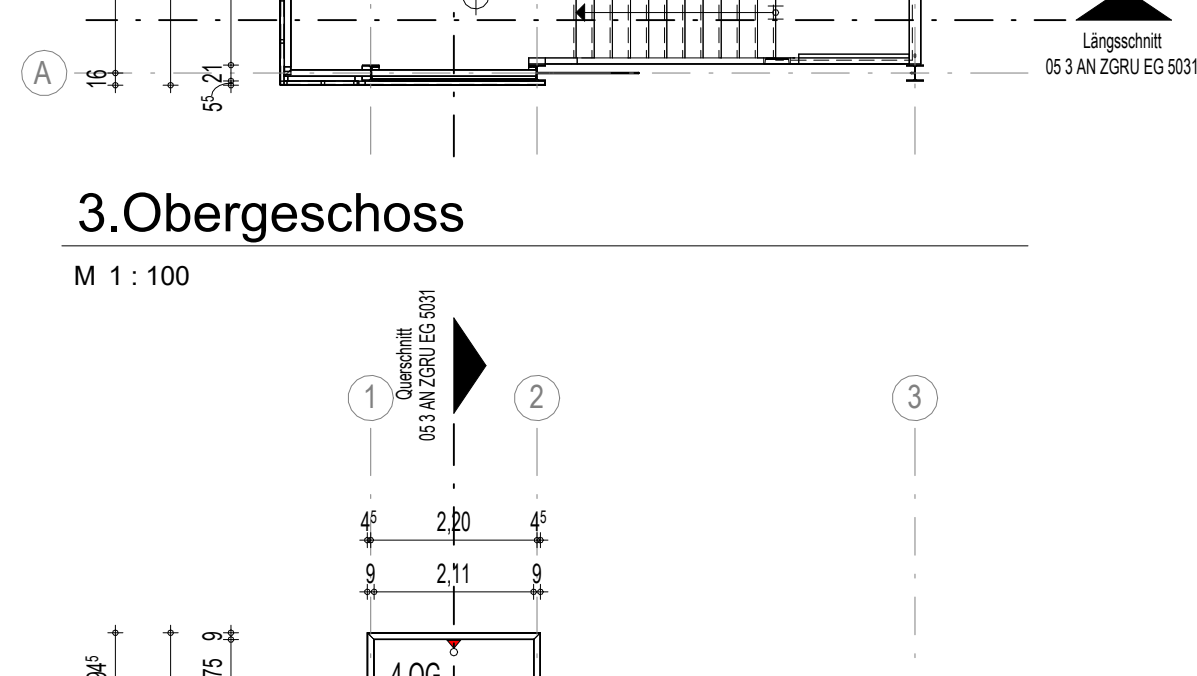 Längsschnitt
05 3 AN ZGRU EG 5031
A
16
21
5⁵
3.Obergeschoss
M 1 : 100
Querschnitt
05 3 AN ZGRU EG 5031
1
2
3
4⁵ 2,20 4⁵
9 2,11 9
9
94⁵
75
4.OG